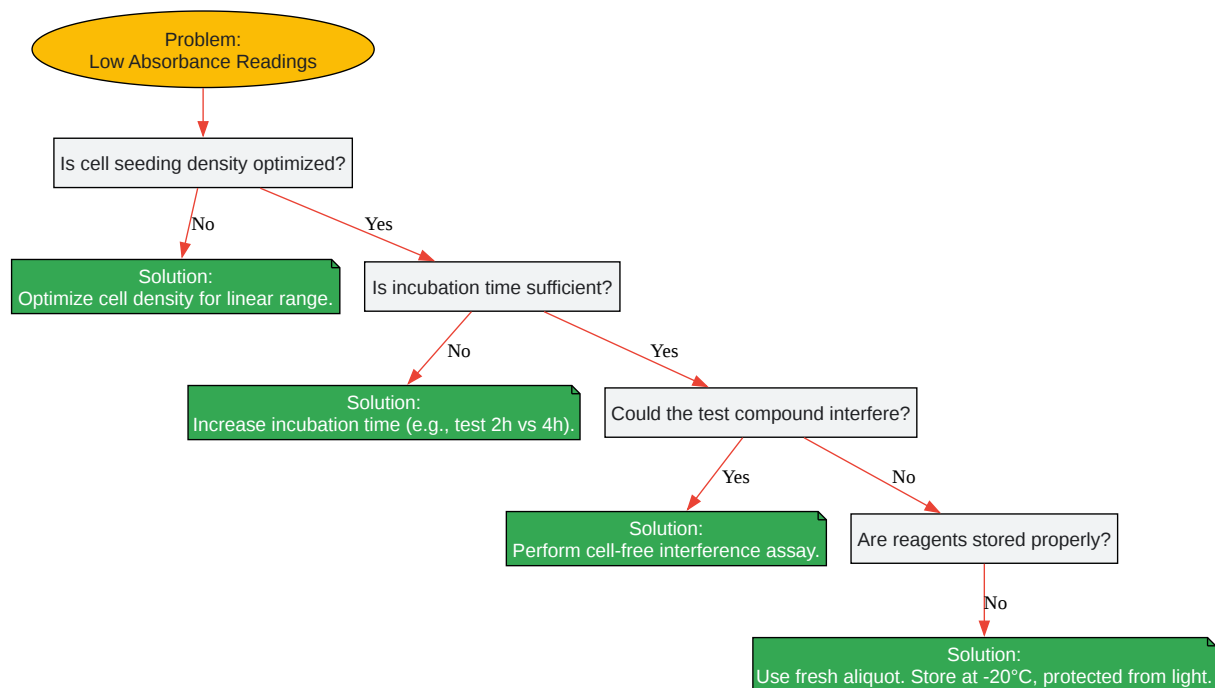 Problem:
Low Absorbance Readings
Is cell seeding density optimized?
No
Yes
Solution:
Optimize cell density for linear range.
Is incubation time sufficient?
No
Yes
Solution:
Increase incubation time (e.g., test 2h vs 4h).
Could the test compound interfere?
Yes
No
Solution:
Perform cell-free interference assay.
Are reagents stored properly?
No
Solution:
Use fresh aliquot. Store at -20°C, protected from light.